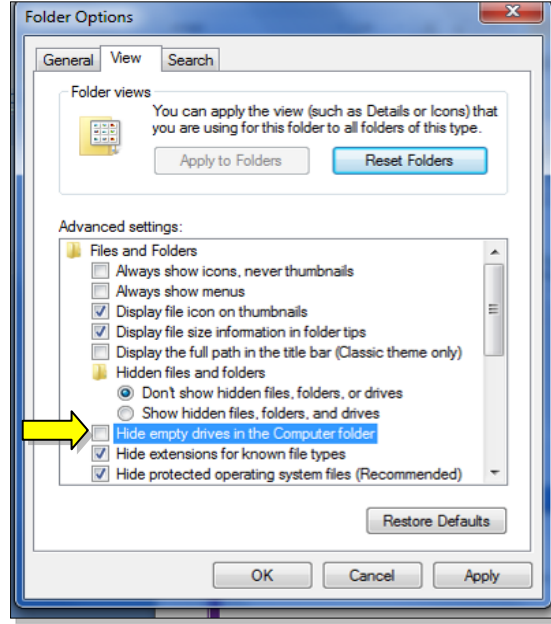 Folder Options
General View Search
Folder views
You can apply the view (such as Details or Icons) that
you are using for this folder to all folders of this type.
Apply to Folders Reset Folders
Advanced settings:
Files and Folders
Always show icons, never thumbnails
Always show menus
Display file icon on thumbnails
Display file size information in folder tips
Display the full path in the title bar (Classic theme only)
Hidden files and folders
Don't show hidden files, folders, or drives
Show hidden files, folders, and drives
Hide empty drives in the Computer folder
Hide extensions for known file types
Hide protected operating system files (Recommended)
Restore Defaults
OK Cancel Apply